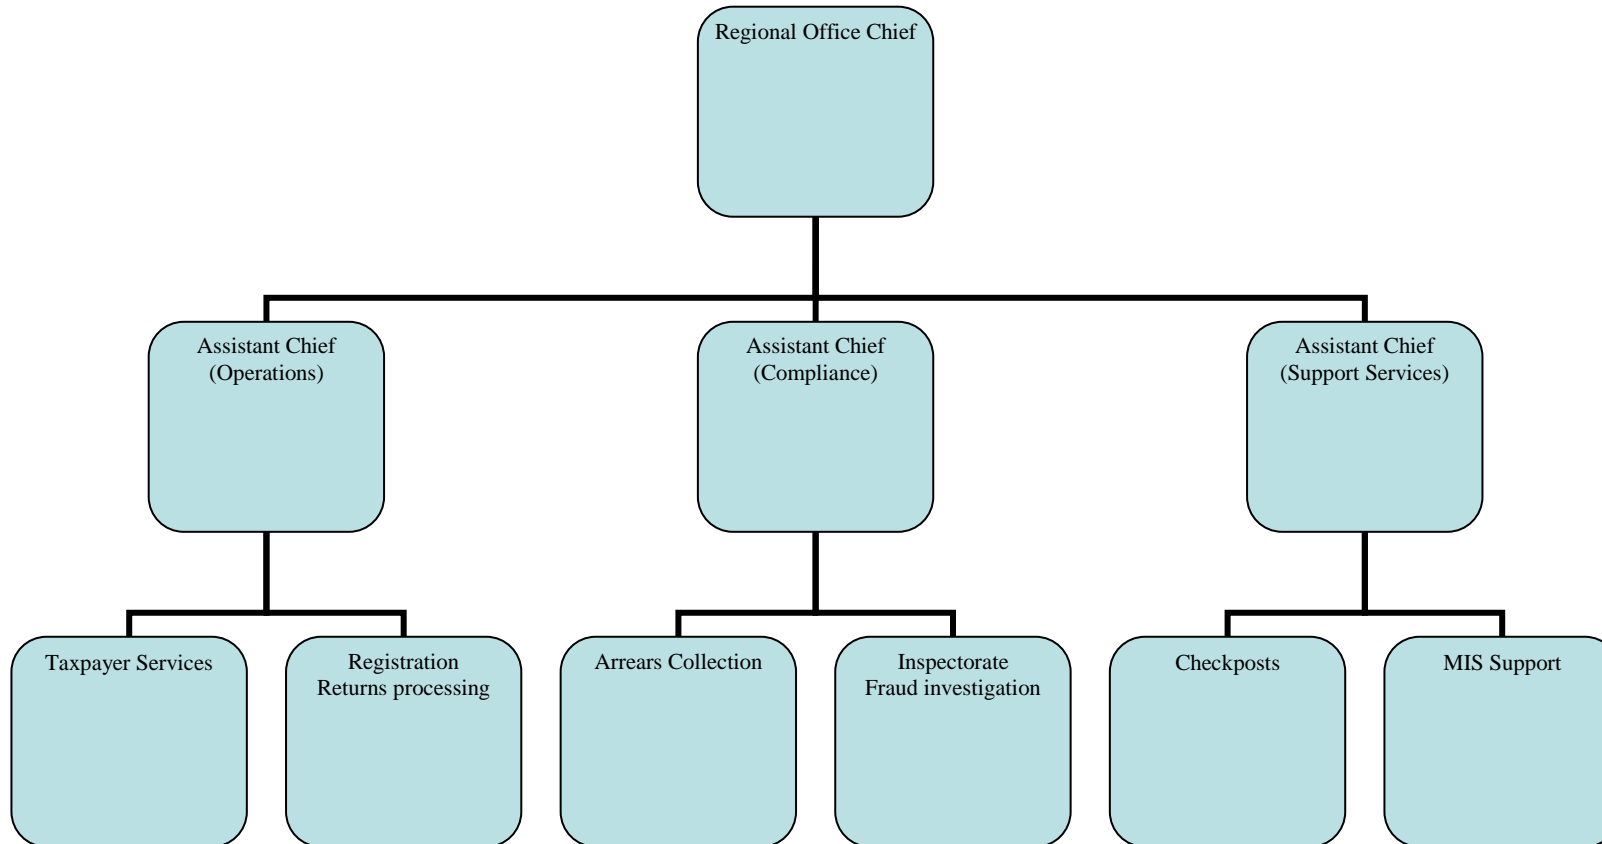 Regional Office Chief
Assistant Chief
(Operations)
Assistant Chief
(Compliance)
Assistant Chief
(Support Services)
Taxpayer Services
Registration
Returns processing
Arrears Collection
Inspectorate
Fraud investigation
Checkposts
MIS Support